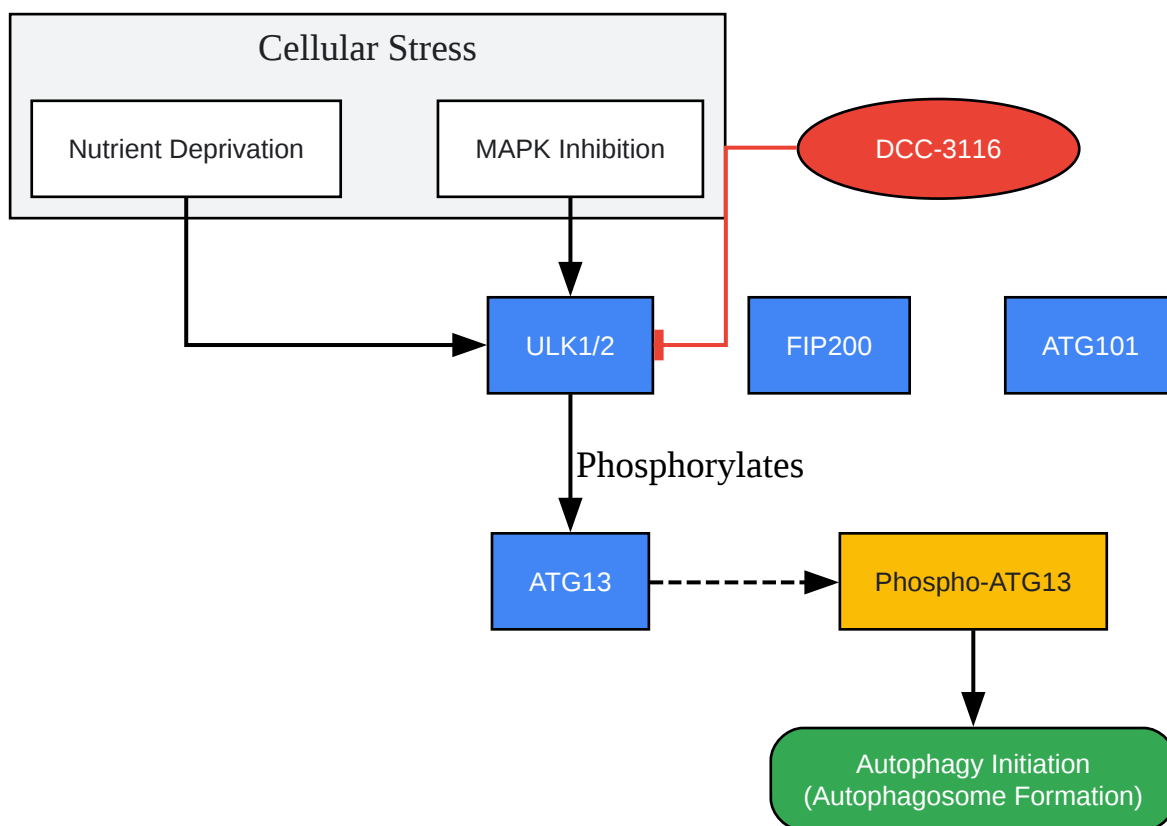 Cellular Stress
Nutrient Deprivation
MAPK Inhibition
DCC-3116
ULK1/2
FIP200
ATG101
Phosphorylates
ATG13
Phospho-ATG13
Autophagy Initiation
(Autophagosome Formation)